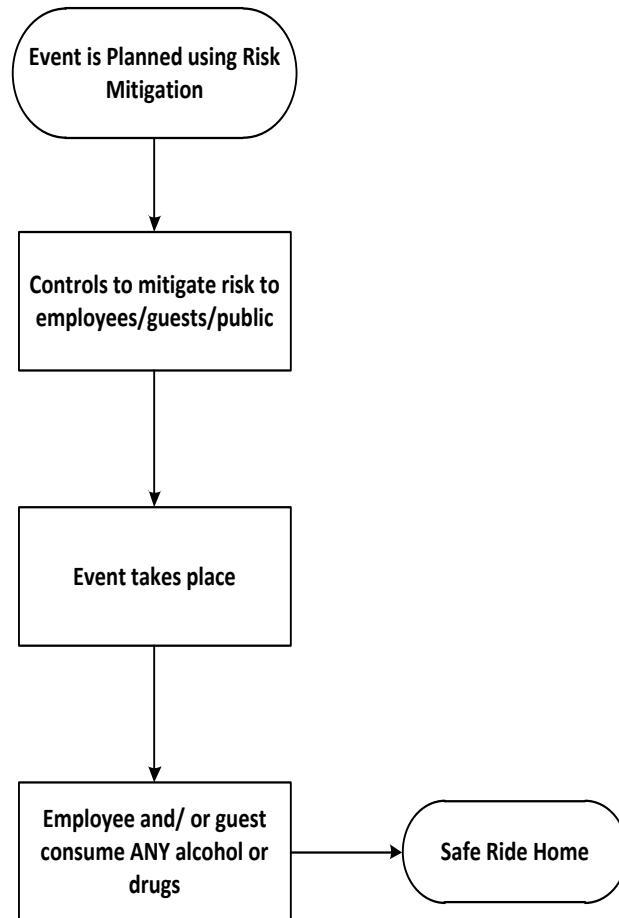 Event is Planned using Risk
Mitigation
Controls to mitigate risk to
employees/guests/public
Event takes place
Employee and/ or guest
consume ANY alcohol or
drugs
Safe Ride Home